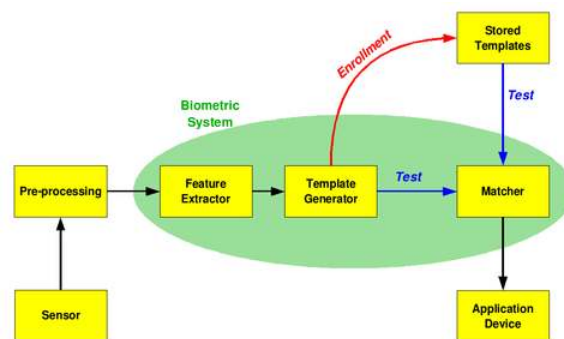 Stored
Templates
Enrollment
Biometric
System
Test
Pre-processing
Feature
Extractor
Template
Generator
Test
Matcher
Sensor
Application
Device